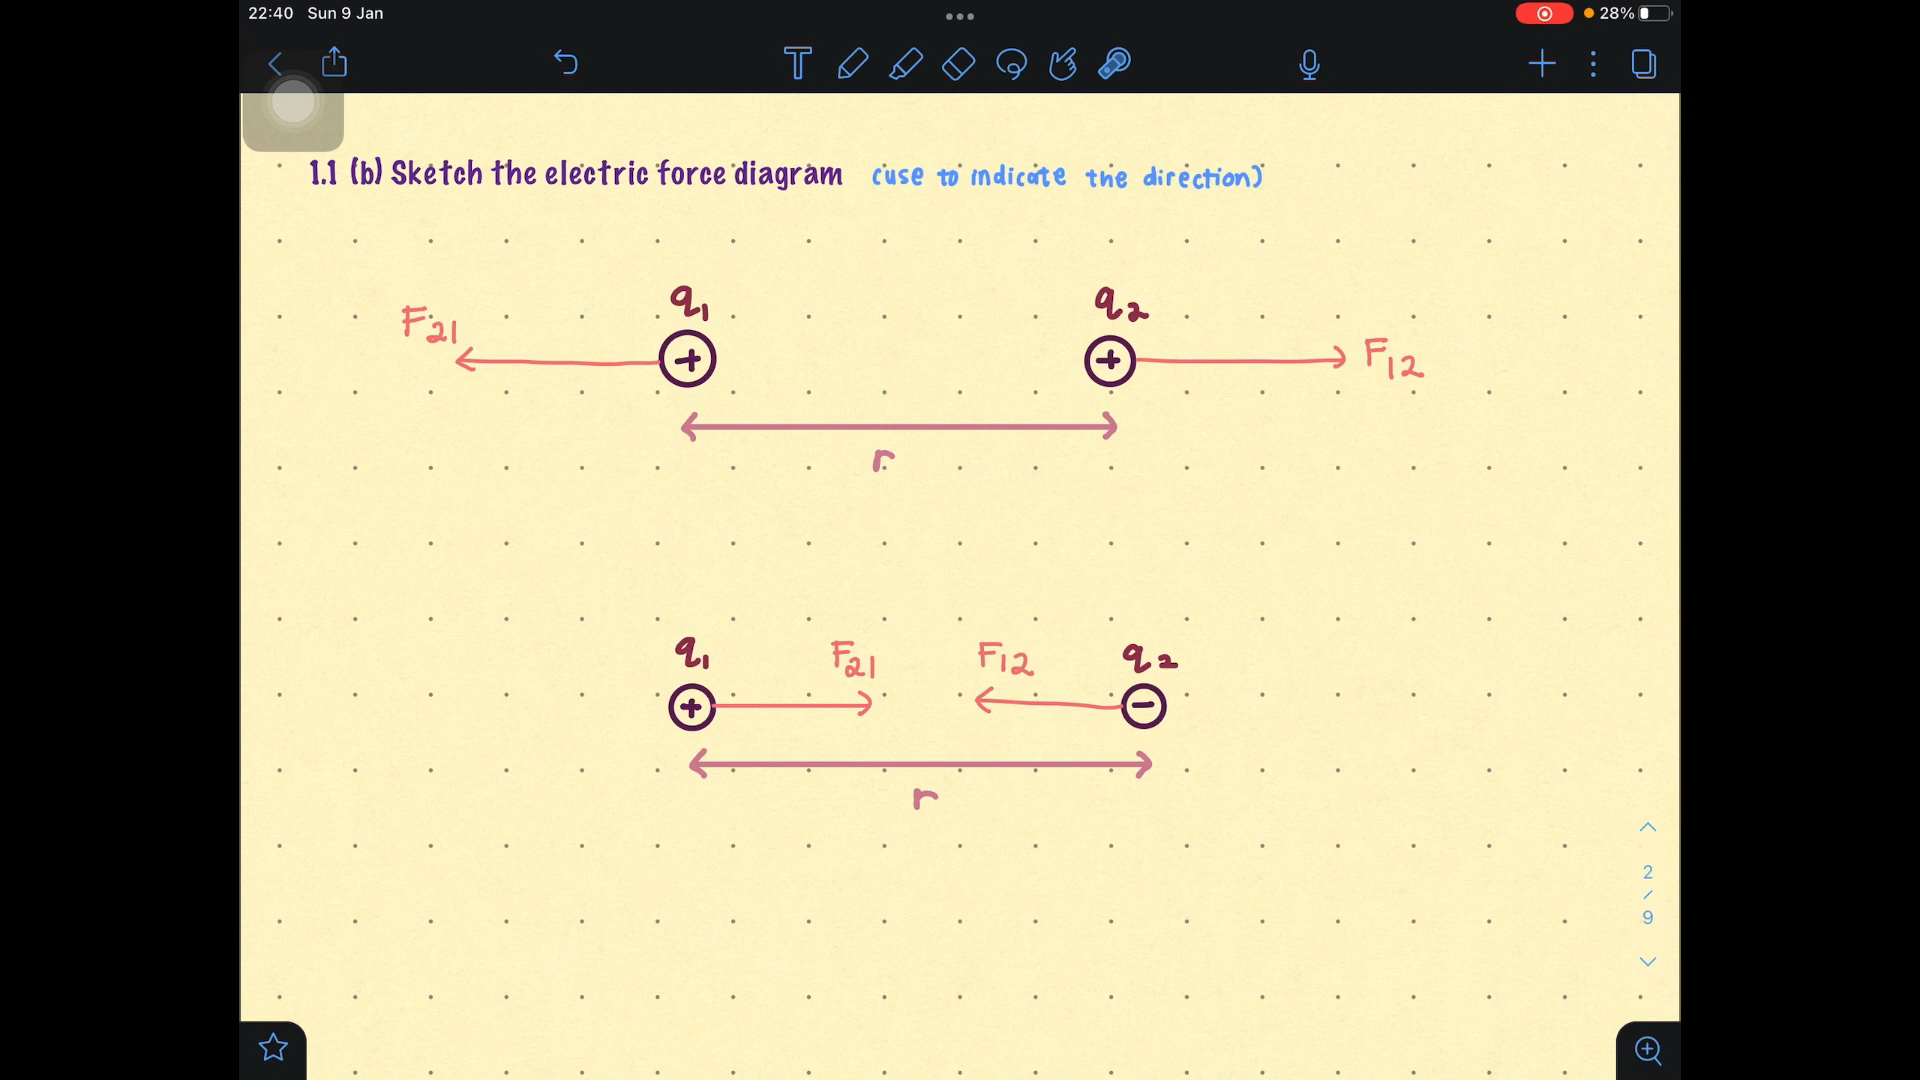 22:40 Sun 9 Jan
28%
1.1 (b) Sketch the electric force diagram (use to indicate the direction)
q1 q2
F21
+ + F12
r
q1 F21 F12 q2
+ −
r
2
/
9